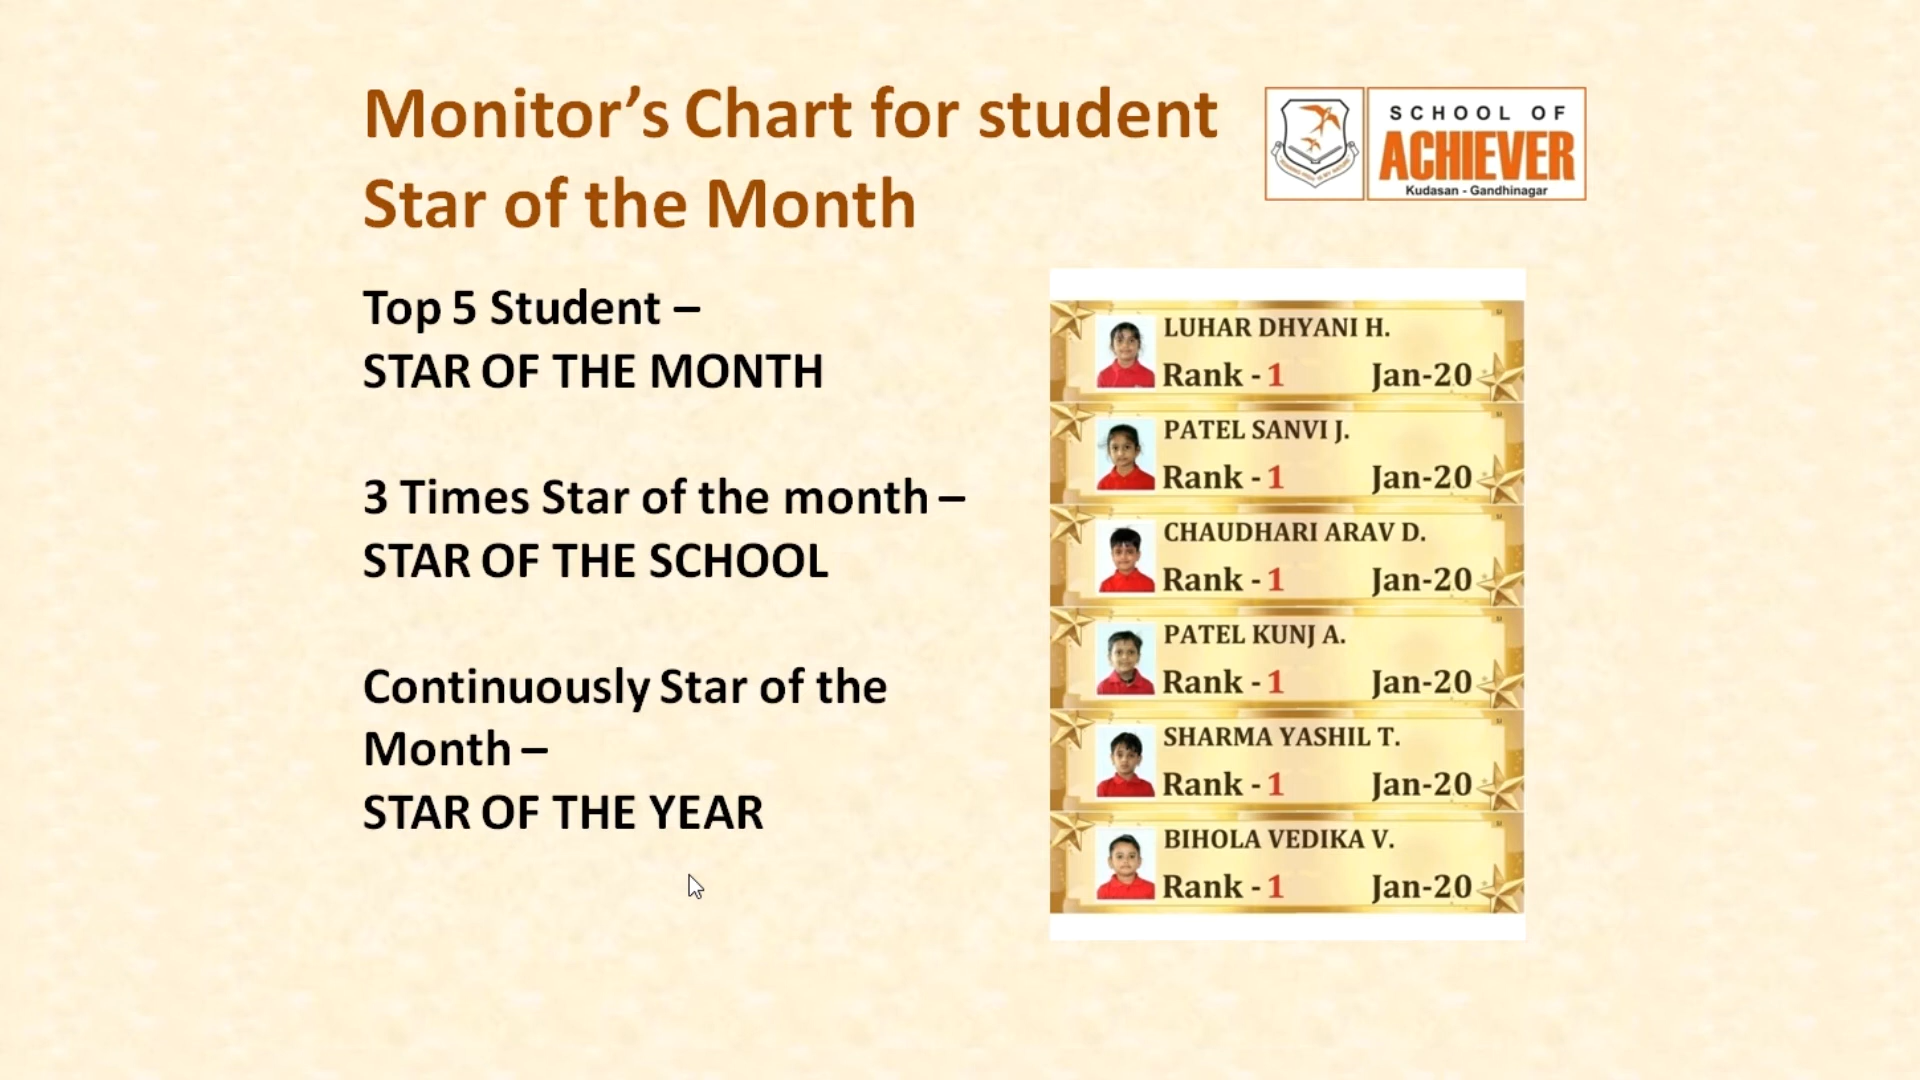 Monitor’s Chart for student
Star of the Month
SCHOOL OF
ACHIEVER
Kudasan - Gandhinagar
Top 5 Student –
STAR OF THE MONTH
3 Times Star of the month –
STAR OF THE SCHOOL
Continuously Star of the
Month –
STAR OF THE YEAR
LUHAR DHYANI H.
Rank - 1 Jan-20
PATEL SANVI J.
Rank - 1 Jan-20
CHAUDHARI ARAV D.
Rank - 1 Jan-20
PATEL KUNJ A.
Rank - 1 Jan-20
SHARMA YASHIL T.
Rank - 1 Jan-20
BIHOLA VEDIKA V.
Rank - 1 Jan-20